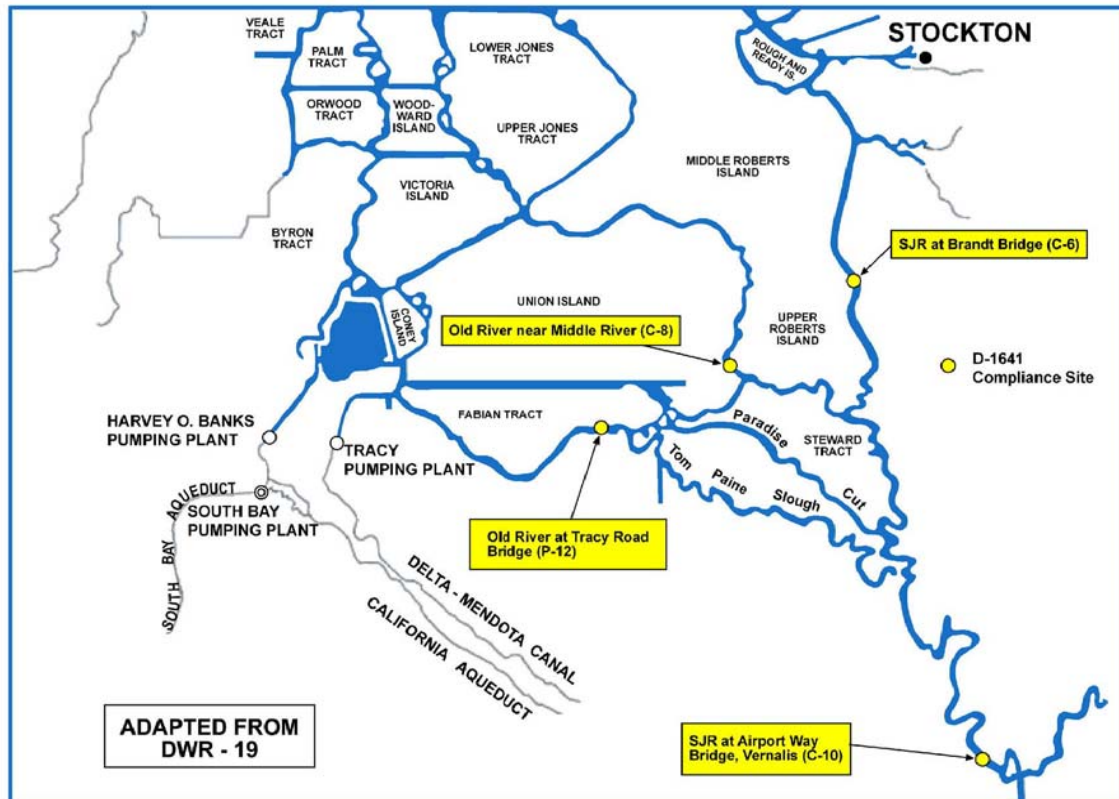 VEALE
TRACT
PALM
TRACT
LOWER JONES
TRACT
ROUGH AND
READY IS.
STOCKTON
ORWOOD
TRACT
WOOD-
WARD
ISLAND
UPPER JONES
TRACT
MIDDLE ROBERTS
ISLAND
VICTORIA
ISLAND
BYRON
TRACT
SJR at Brandt Bridge (C-6)
CONEY
ISLAND
UNION ISLAND
UPPER
ROBERTS
ISLAND
Old River near Middle River (C-8)
D-1641
Compliance Site
HARVEY O. BANKS
PUMPING PLANT
TRACY
PUMPING PLANT
FABIAN TRACT
Paradise Cut
STEWARD
TRACT
Tom Paine Slough
SOUTH BAY AQUEDUCT
SOUTH BAY
PUMPING PLANT
Old River at Tracy Road
Bridge (P-12)
DELTA - MENDOTA CANAL
CALIFORNIA AQUEDUCT
ADAPTED FROM
DWR - 19
SJR at Airport Way
Bridge, Vernalis (C-10)